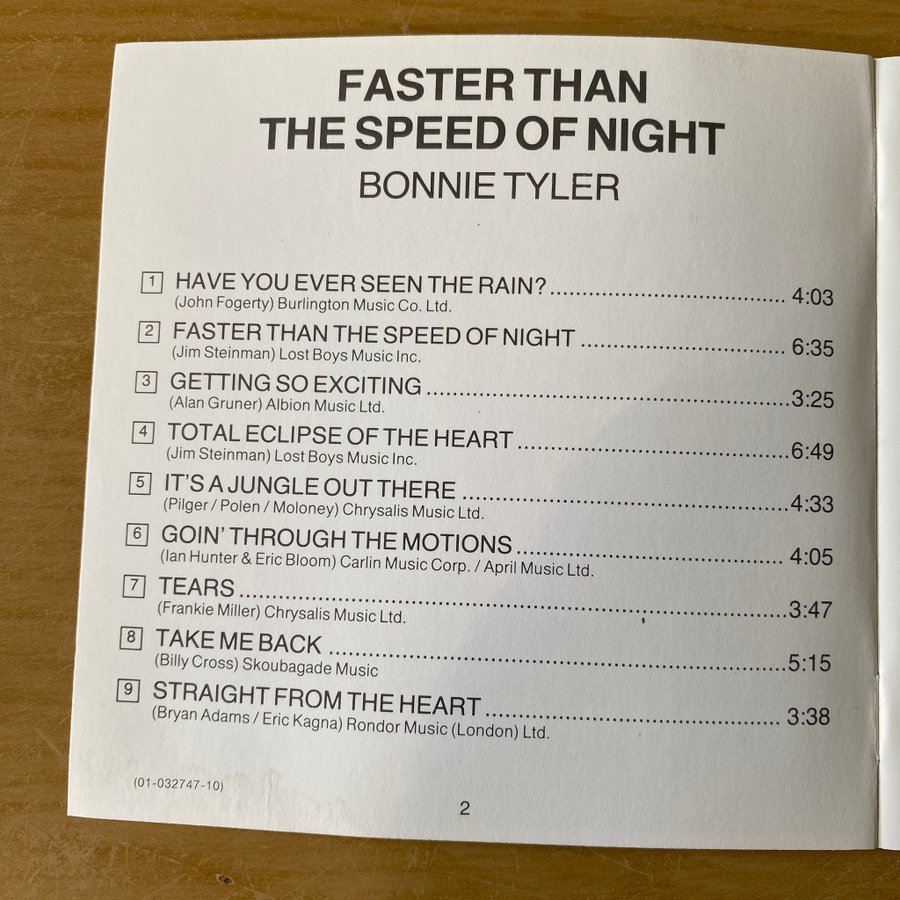 FASTER THAN
THE SPEED OF NIGHT
BONNIE TYLER
1 HAVE YOU EVER SEEN THE RAIN? 4:03
(John Fogerty) Burlington Music Co. Ltd.
2 FASTER THAN THE SPEED OF NIGHT 6:35
(Jim Steinman) Lost Boys Music Inc.
3 GETTING SO EXCITING 3:25
(Alan Gruner) Albion Music Ltd.
4 TOTAL ECLIPSE OF THE HEART 6:49
(Jim Steinman) Lost Boys Music Inc.
5 IT'S A JUNGLE OUT THERE 4:33
(Pilger / Polen / Moloney) Chrysalis Music Ltd.
6 GOIN' THROUGH THE MOTIONS 4:05
(Ian Hunter & Eric Bloom) Carlin Music Corp. / April Music Ltd.
7 TEARS 3:47
(Frankie Miller) Chrysalis Music Ltd.
8 TAKE ME BACK 5:15
(Billy Cross) Skoubagade Music
9 STRAIGHT FROM THE HEART 3:38
(Bryan Adams / Eric Kagna) Rondor Music (London) Ltd.
(01-032747-10)
2